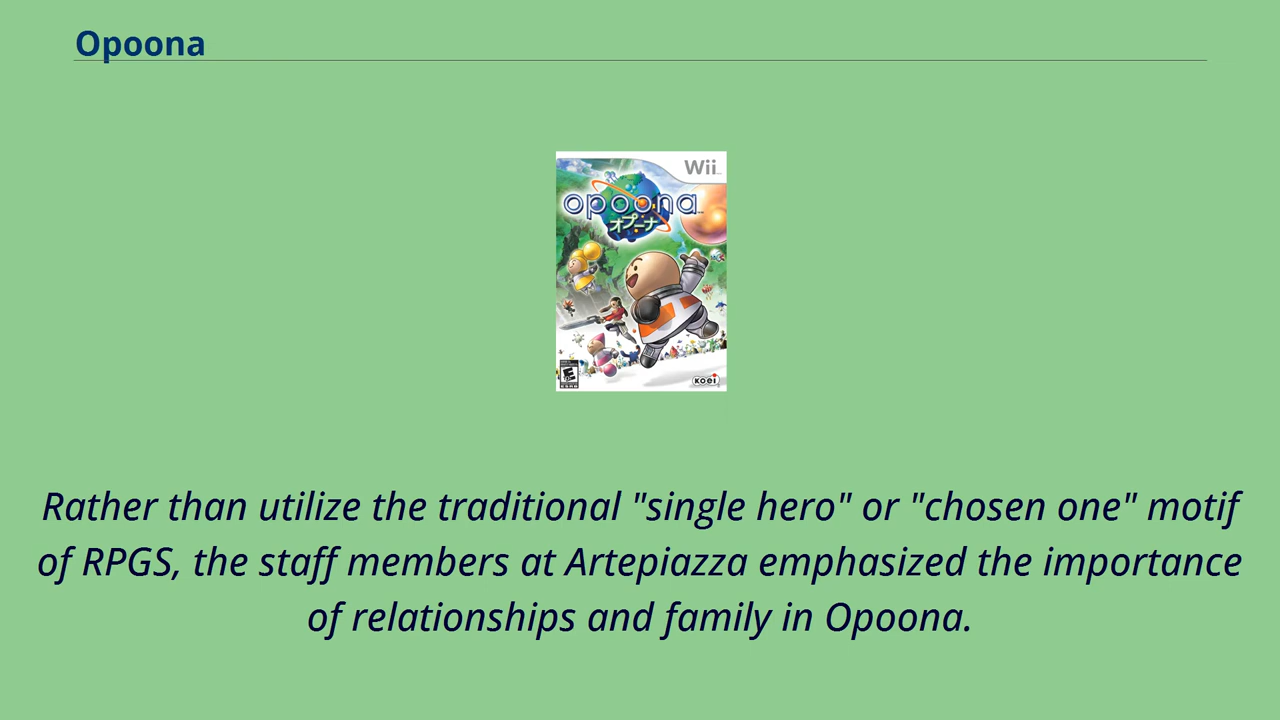 Opoona
Wii
opoona
オプーナ
E
KOEI
Rather than utilize the traditional "single hero" or "chosen one" motif
of RPGS, the staff members at Artepiazza emphasized the importance
of relationships and family in Opoona.